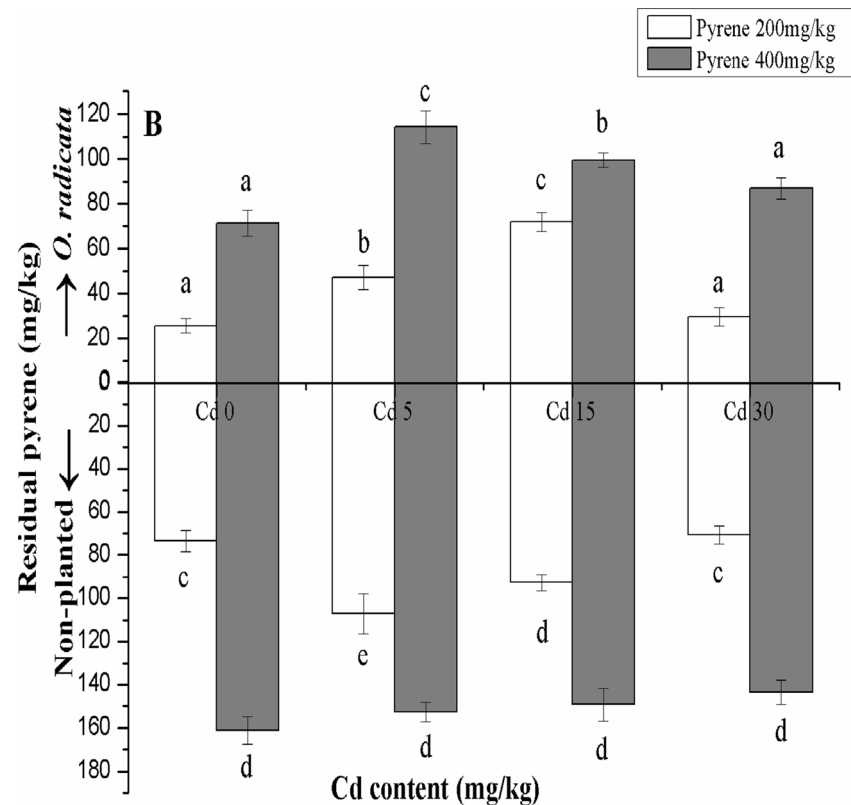 Pyrene 200mg/kg
Pyrene 400mg/kg
B
120
100
80
60
40
20
0
20
40
60
80
100
120
140
160
180
Residual pyrene (mg/kg)
Non-planted ← → O. radicata
a
a
b
c
c
b
a
a
Cd 0
Cd 5
Cd 15
Cd 30
c
d
e
d
d
d
c
d
Cd content (mg/kg)